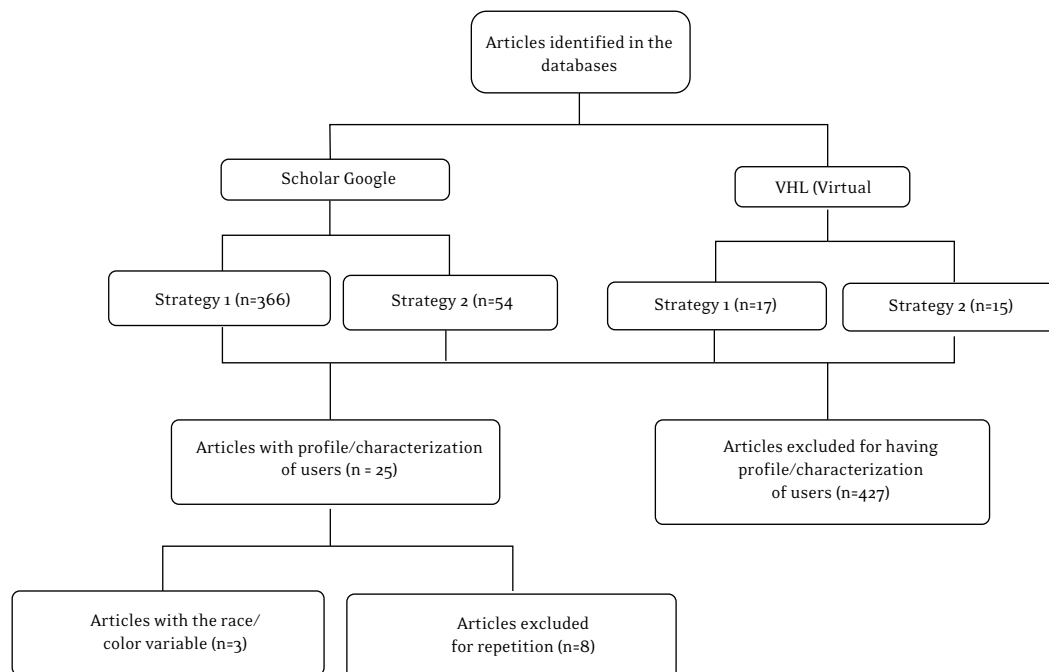 Articles identified in the
databases
Scholar Google
VHL (Virtual
Strategy 1 (n=366)
Strategy 2 (n=54
Strategy 1 (n=17)
Strategy 2 (n=15)
Articles with profile/characterization
of users (n = 25)
Articles excluded for having
profile/characterization
of users (n=427)
Articles with the race/
color variable (n=3)
Articles excluded
for repetition (n=8)